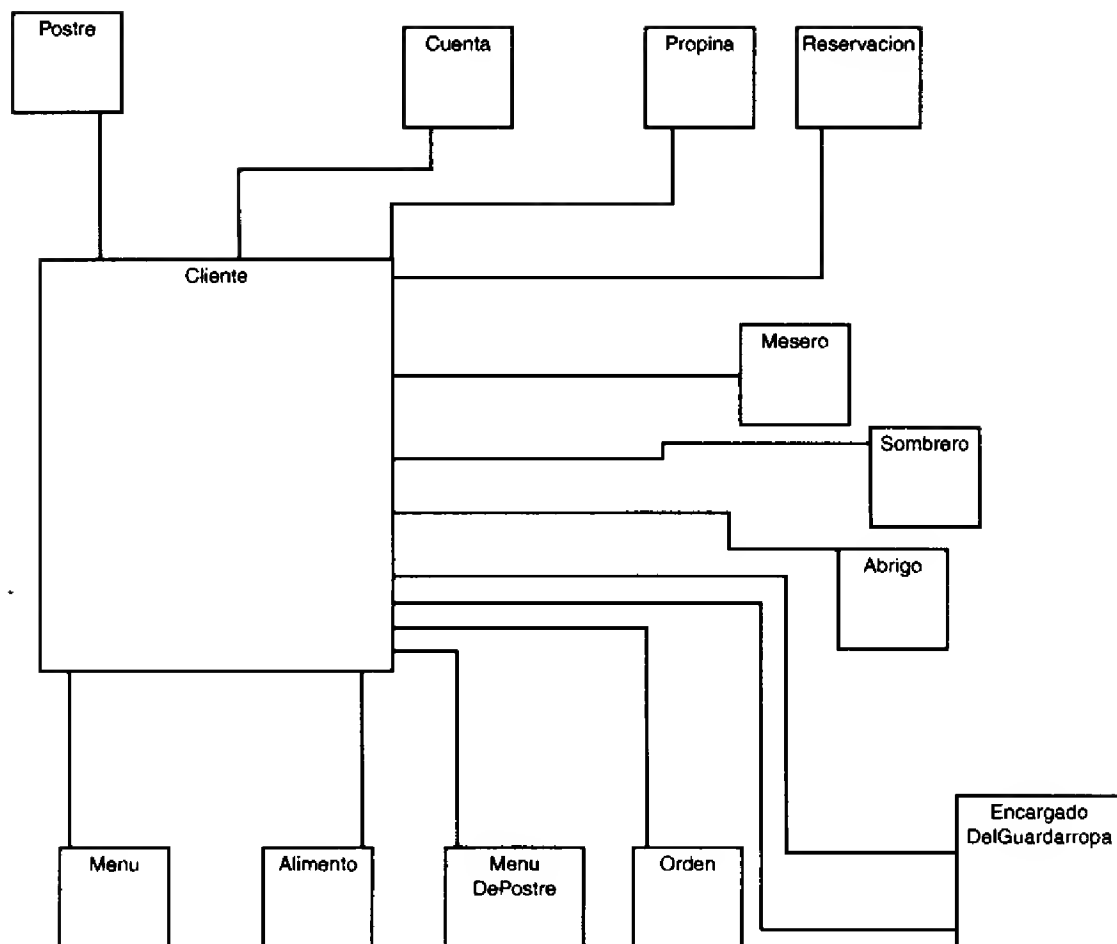 Postre
Cuenta
Propina
Reservacion
Cliente
Mesero
Sombrero
Abrigo
Encargado
DelGuardarropa
Menu
Alimento
Menu
DePostre
Orden